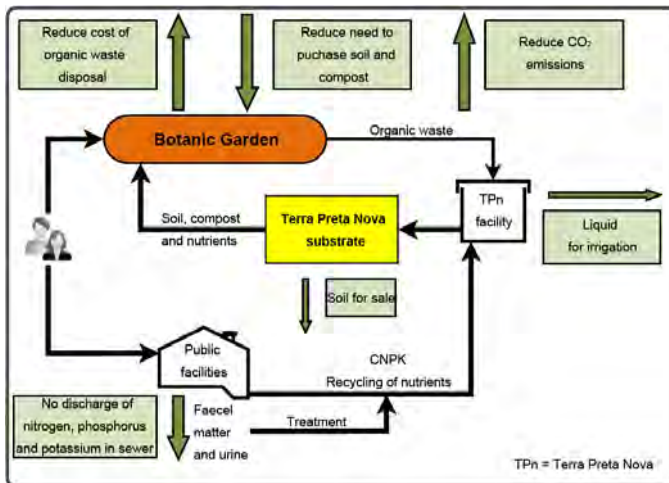 Reduce cost of
organic waste
disposal
Reduce need to
puchase soil and
compost
Reduce CO₂
emissions
Botanic Garden
Organic waste
TPn
facility
Soil, compost
and nutrients
Terra Preta Nova
substrate
Liquid
for irrigation
Soil for sale
Public
facilities
CNPK
Recycling of nutrients
No discharge of
nitrogen, phosphorus
and potassium in sewer
Faecel
matter
and urine
Treatment
TPn = Terra Preta Nova